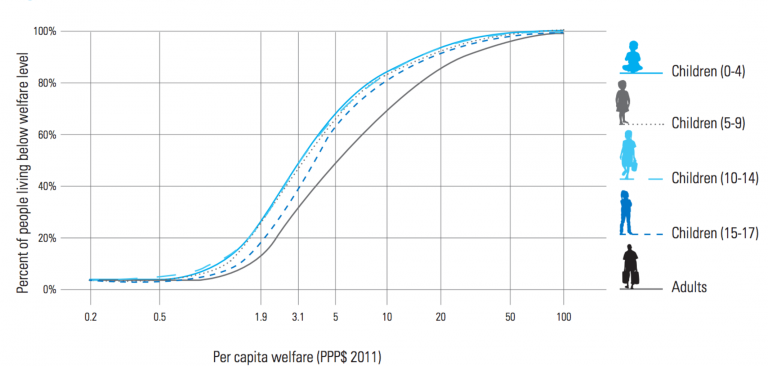 100%
80%
60%
40%
20%
0%
Percent of people living below welfare level
0.2 0.5 1.9 3.1 5 10 20 50 100
Per capita welfare (PPP$ 2011)
Children (0-4)
Children (5-9)
Children (10-14)
Children (15-17)
Adults